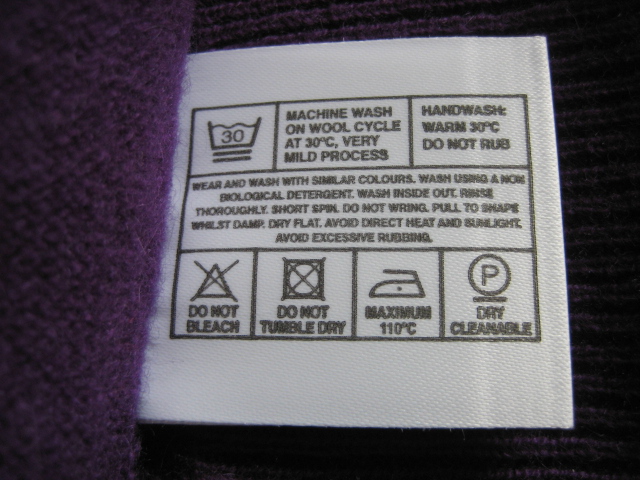 30
MACHINE WASH
ON WOOL CYCLE
AT 30°C, VERY
MILD PROCESS
HANDWASH:
WARM 30°C
DO NOT RUB
WEAR AND WASH WITH SIMILAR COLOURS. WASH USING A NON
BIOLOGICAL DETERGENT. WASH INSIDE OUT. RINSE
THOROUGHLY. SHORT SPIN. DO NOT WRING. PULL TO SHAPE
WHILST DAMP. DRY FLAT. AVOID DIRECT HEAT AND SUNLIGHT.
AVOID EXCESSIVE RUBBING.
DO NOT
BLEACH
DO NOT
TUMBLE DRY
MAXIMUM
110°C
P
DRY
CLEANABLE